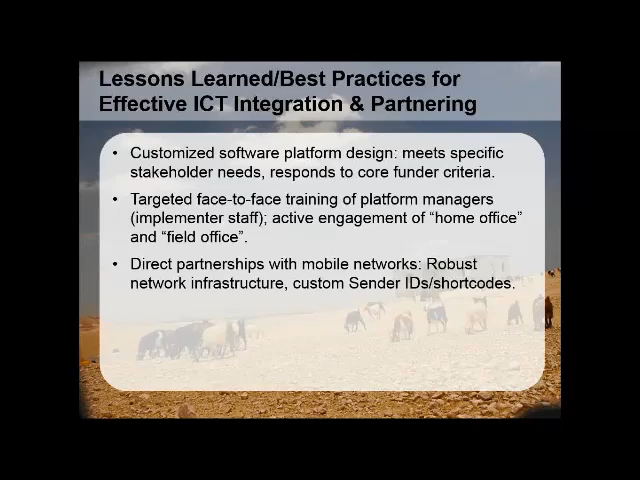 Lessons Learned/Best Practices for
Effective ICT Integration & Partnering
• Customized software platform design: meets specific
stakeholder needs, responds to core funder criteria.
• Targeted face-to-face training of platform managers
(implementer staff); active engagement of “home office”
and “field office”.
• Direct partnerships with mobile networks: Robust
network infrastructure, custom Sender IDs/shortcodes.